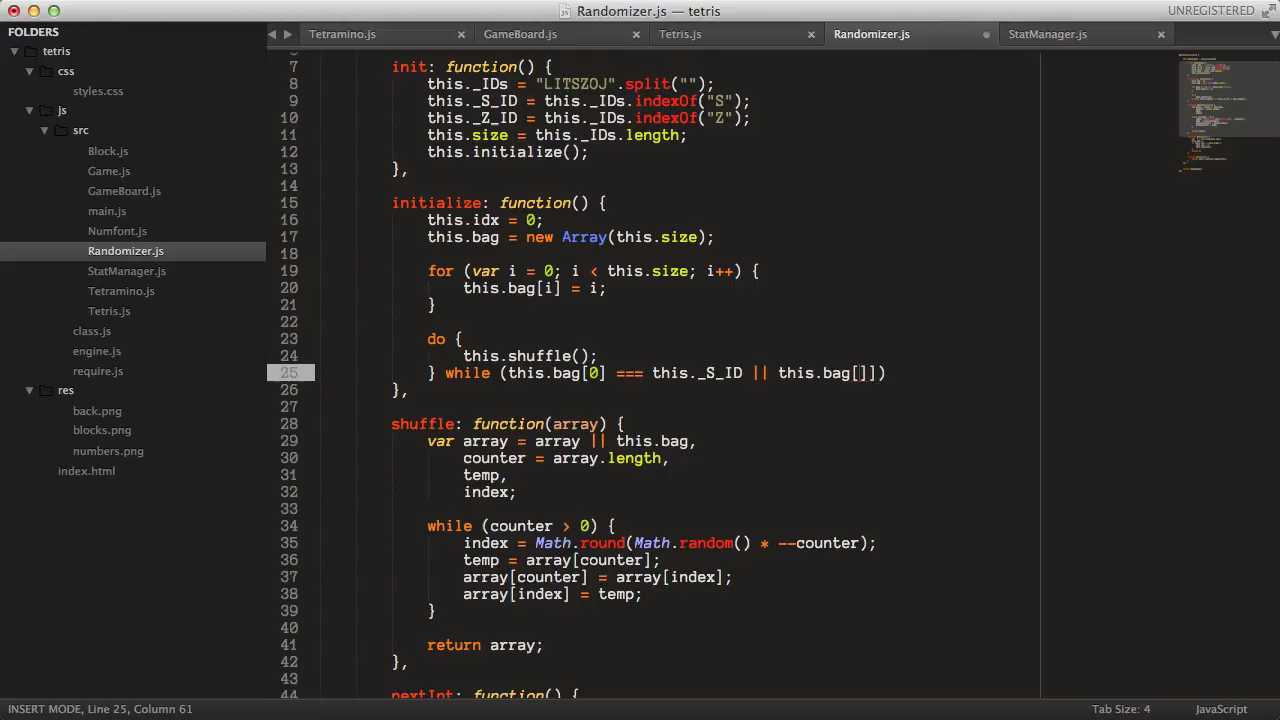 Randomizer.js — tetris
UNREGISTERED
FOLDERS
tetris
css
styles.css
js
src
Block.js
Game.js
GameBoard.js
main.js
Numfont.js
Randomizer.js
StatManager.js
Tetramino.js
Tetris.js
class.js
engine.js
require.js
res
back.png
blocks.png
numbers.png
index.html
Tetramino.js × GameBoard.js × Tetris.js × Randomizer.js StatManager.js ×
7 init: function() {
8 this._IDs = "LITSZOJ".split("");
9 this._S_ID = this._IDs.indexOf("S");
10 this._Z_ID = this._IDs.indexOf("Z");
11 this.size = this._IDs.length;
12 this.initialize();
13 },
14
15 initialize: function() {
16 this.idx = 0;
17 this.bag = new Array(this.size);
18
19 for (var i = 0; i < this.size; i++) {
20 this.bag[i] = i;
21 }
22
23 do {
24 this.shuffle();
25 } while (this.bag[0] === this._S_ID || this.bag[]])
26 },
27
28 shuffle: function(array) {
29 var array = array || this.bag,
30 counter = array.length,
31 temp,
32 index;
33
34 while (counter > 0) {
35 index = Math.round(Math.random() * --counter);
36 temp = array[counter];
37 array[counter] = array[index];
38 array[index] = temp;
39 }
40
41 return array;
42 },
43
44 nextInt: function() {
INSERT MODE, Line 25, Column 61
Tab Size: 4
JavaScript